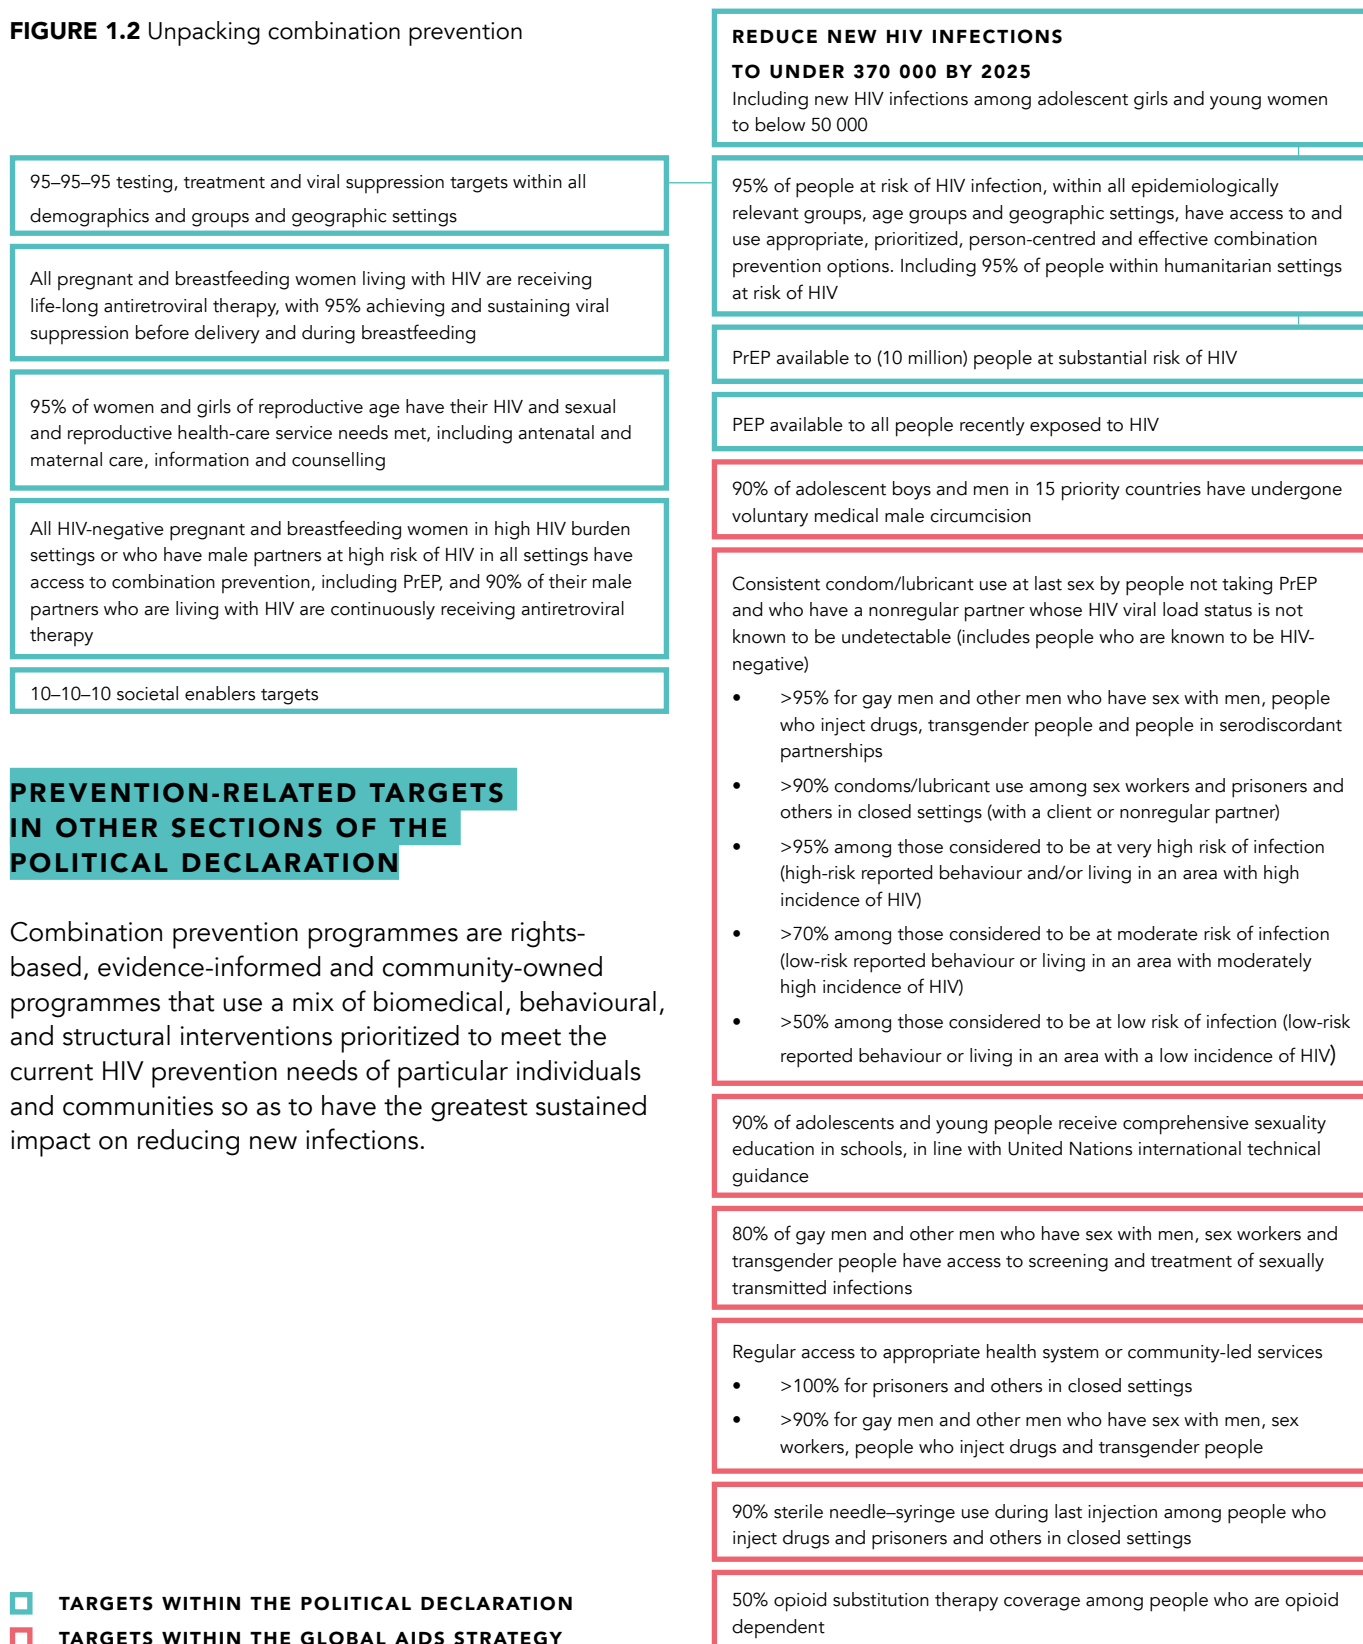 FIGURE 1.2 Unpacking combination prevention
REDUCE NEW HIV INFECTIONS
TO UNDER 370 000 BY 2025
Including new HIV infections among adolescent girls and young women
to below 50 000
95–95–95 testing, treatment and viral suppression targets within all
demographics and groups and geographic settings
All pregnant and breastfeeding women living with HIV are receiving
life-long antiretroviral therapy, with 95% achieving and sustaining viral
suppression before delivery and during breastfeeding
95% of women and girls of reproductive age have their HIV and sexual
and reproductive health-care service needs met, including antenatal and
maternal care, information and counselling
All HIV-negative pregnant and breastfeeding women in high HIV burden
settings or who have male partners at high risk of HIV in all settings have
access to combination prevention, including PrEP, and 90% of their male
partners who are living with HIV are continuously receiving antiretroviral
therapy
10–10–10 societal enablers targets
PREVENTION-RELATED TARGETS
IN OTHER SECTIONS OF THE
POLITICAL DECLARATION
Combination prevention programmes are rights-
based, evidence-informed and community-owned
programmes that use a mix of biomedical, behavioural,
and structural interventions prioritized to meet the
current HIV prevention needs of particular individuals
and communities so as to have the greatest sustained
impact on reducing new infections.
95% of people at risk of HIV infection, within all epidemiologically
relevant groups, age groups and geographic settings, have access to and
use appropriate, prioritized, person-centred and effective combination
prevention options. Including 95% of people within humanitarian settings
at risk of HIV
PrEP available to (10 million) people at substantial risk of HIV
PEP available to all people recently exposed to HIV
90% of adolescent boys and men in 15 priority countries have undergone
voluntary medical male circumcision
Consistent condom/lubricant use at last sex by people not taking PrEP
and who have a nonregular partner whose HIV viral load status is not
known to be undetectable (includes people who are known to be HIV-
negative)
• >95% for gay men and other men who have sex with men, people
who inject drugs, transgender people and people in serodiscordant
partnerships
• >90% condoms/lubricant use among sex workers and prisoners and
others in closed settings (with a client or nonregular partner)
• >95% among those considered to be at very high risk of infection
(high-risk reported behaviour and/or living in an area with high
incidence of HIV)
• >70% among those considered to be at moderate risk of infection
(low-risk reported behaviour or living in an area with moderately
high incidence of HIV)
• >50% among those considered to be at low risk of infection (low-risk
reported behaviour or living in an area with a low incidence of HIV)
90% of adolescents and young people receive comprehensive sexuality
education in schools, in line with United Nations international technical
guidance
80% of gay men and other men who have sex with men, sex workers and
transgender people have access to screening and treatment of sexually
transmitted infections
Regular access to appropriate health system or community-led services
• >100% for prisoners and others in closed settings
• >90% for gay men and other men who have sex with men, sex
workers, people who inject drugs and transgender people
90% sterile needle–syringe use during last injection among people who
inject drugs and prisoners and others in closed settings
50% opioid substitution therapy coverage among people who are opioid
dependent
TARGETS WITHIN THE POLITICAL DECLARATION
TARGETS WITHIN THE GLOBAL AIDS STRATEGY